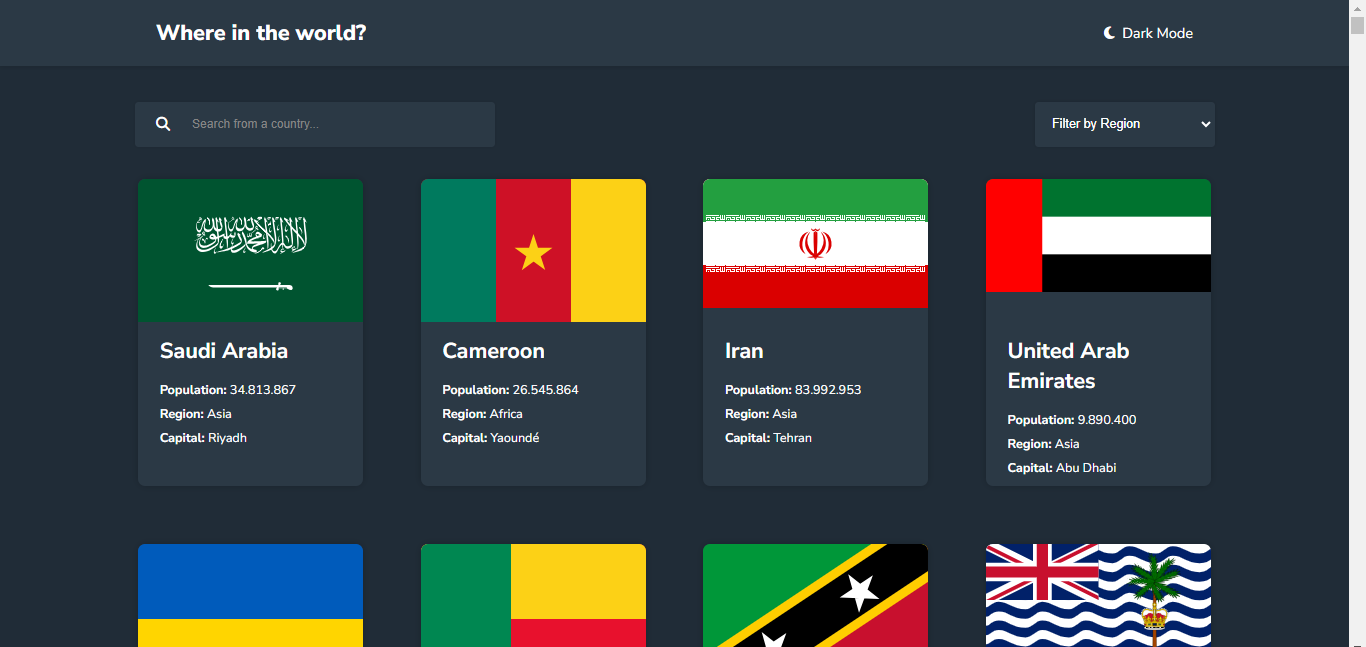 Where in the world?
Dark Mode
Search from a country...
Filter by Region
Saudi Arabia
Population: 34.813.867
Region: Asia
Capital: Riyadh
Cameroon
Population: 26.545.864
Region: Africa
Capital: Yaoundé
Iran
Population: 83.992.953
Region: Asia
Capital: Tehran
United Arab
Emirates
Population: 9.890.400
Region: Asia
Capital: Abu Dhabi